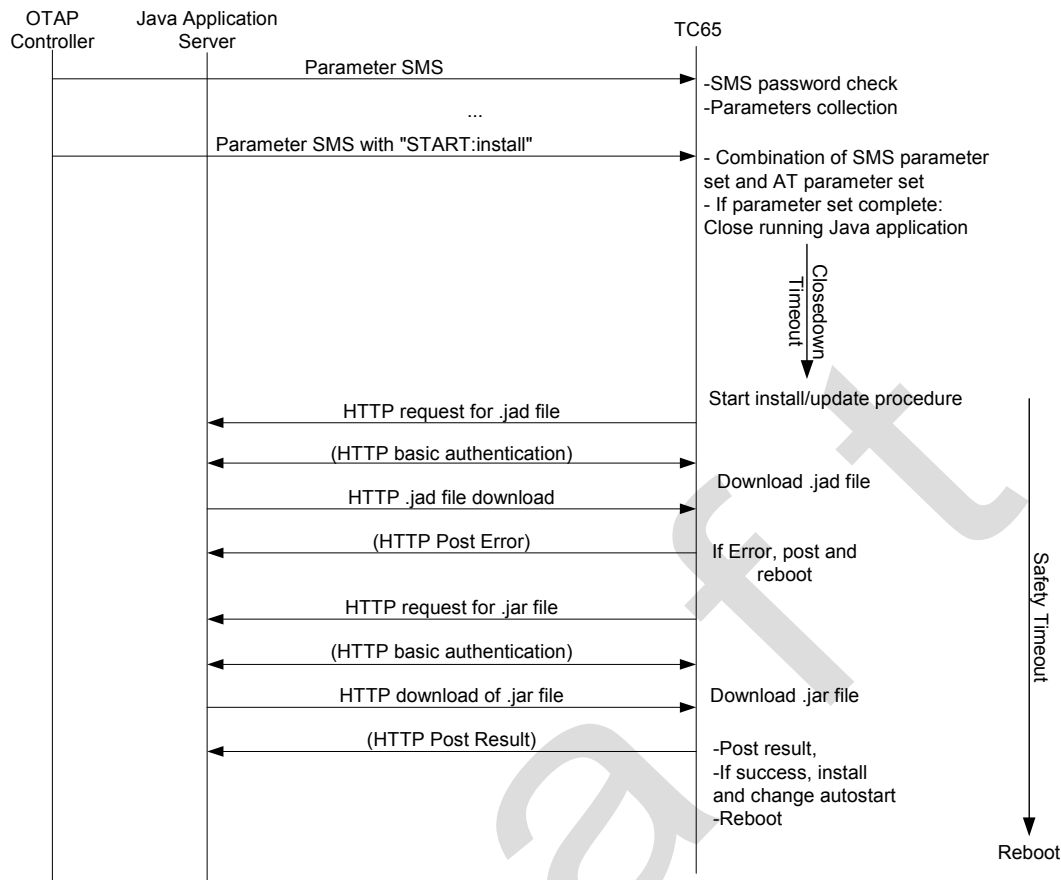 OTAP
Controller
Java Application
Server
TC65
Parameter SMS
-SMS password check
-Parameters collection
...
Parameter SMS with "START:install"
- Combination of SMS parameter
set and AT parameter set
- If parameter set complete:
Close running Java application
Closedown
Timeout
Start install/update procedure
HTTP request for .jad file
(HTTP basic authentication)
Download .jad file
HTTP .jad file download
(HTTP Post Error)
If Error, post and
reboot
HTTP request for .jar file
Safety Timeout
(HTTP basic authentication)
HTTP download of .jar file
Download .jar file
(HTTP Post Result)
-Post result,
-If success, install
and change autostart
-Reboot
Reboot
a f t